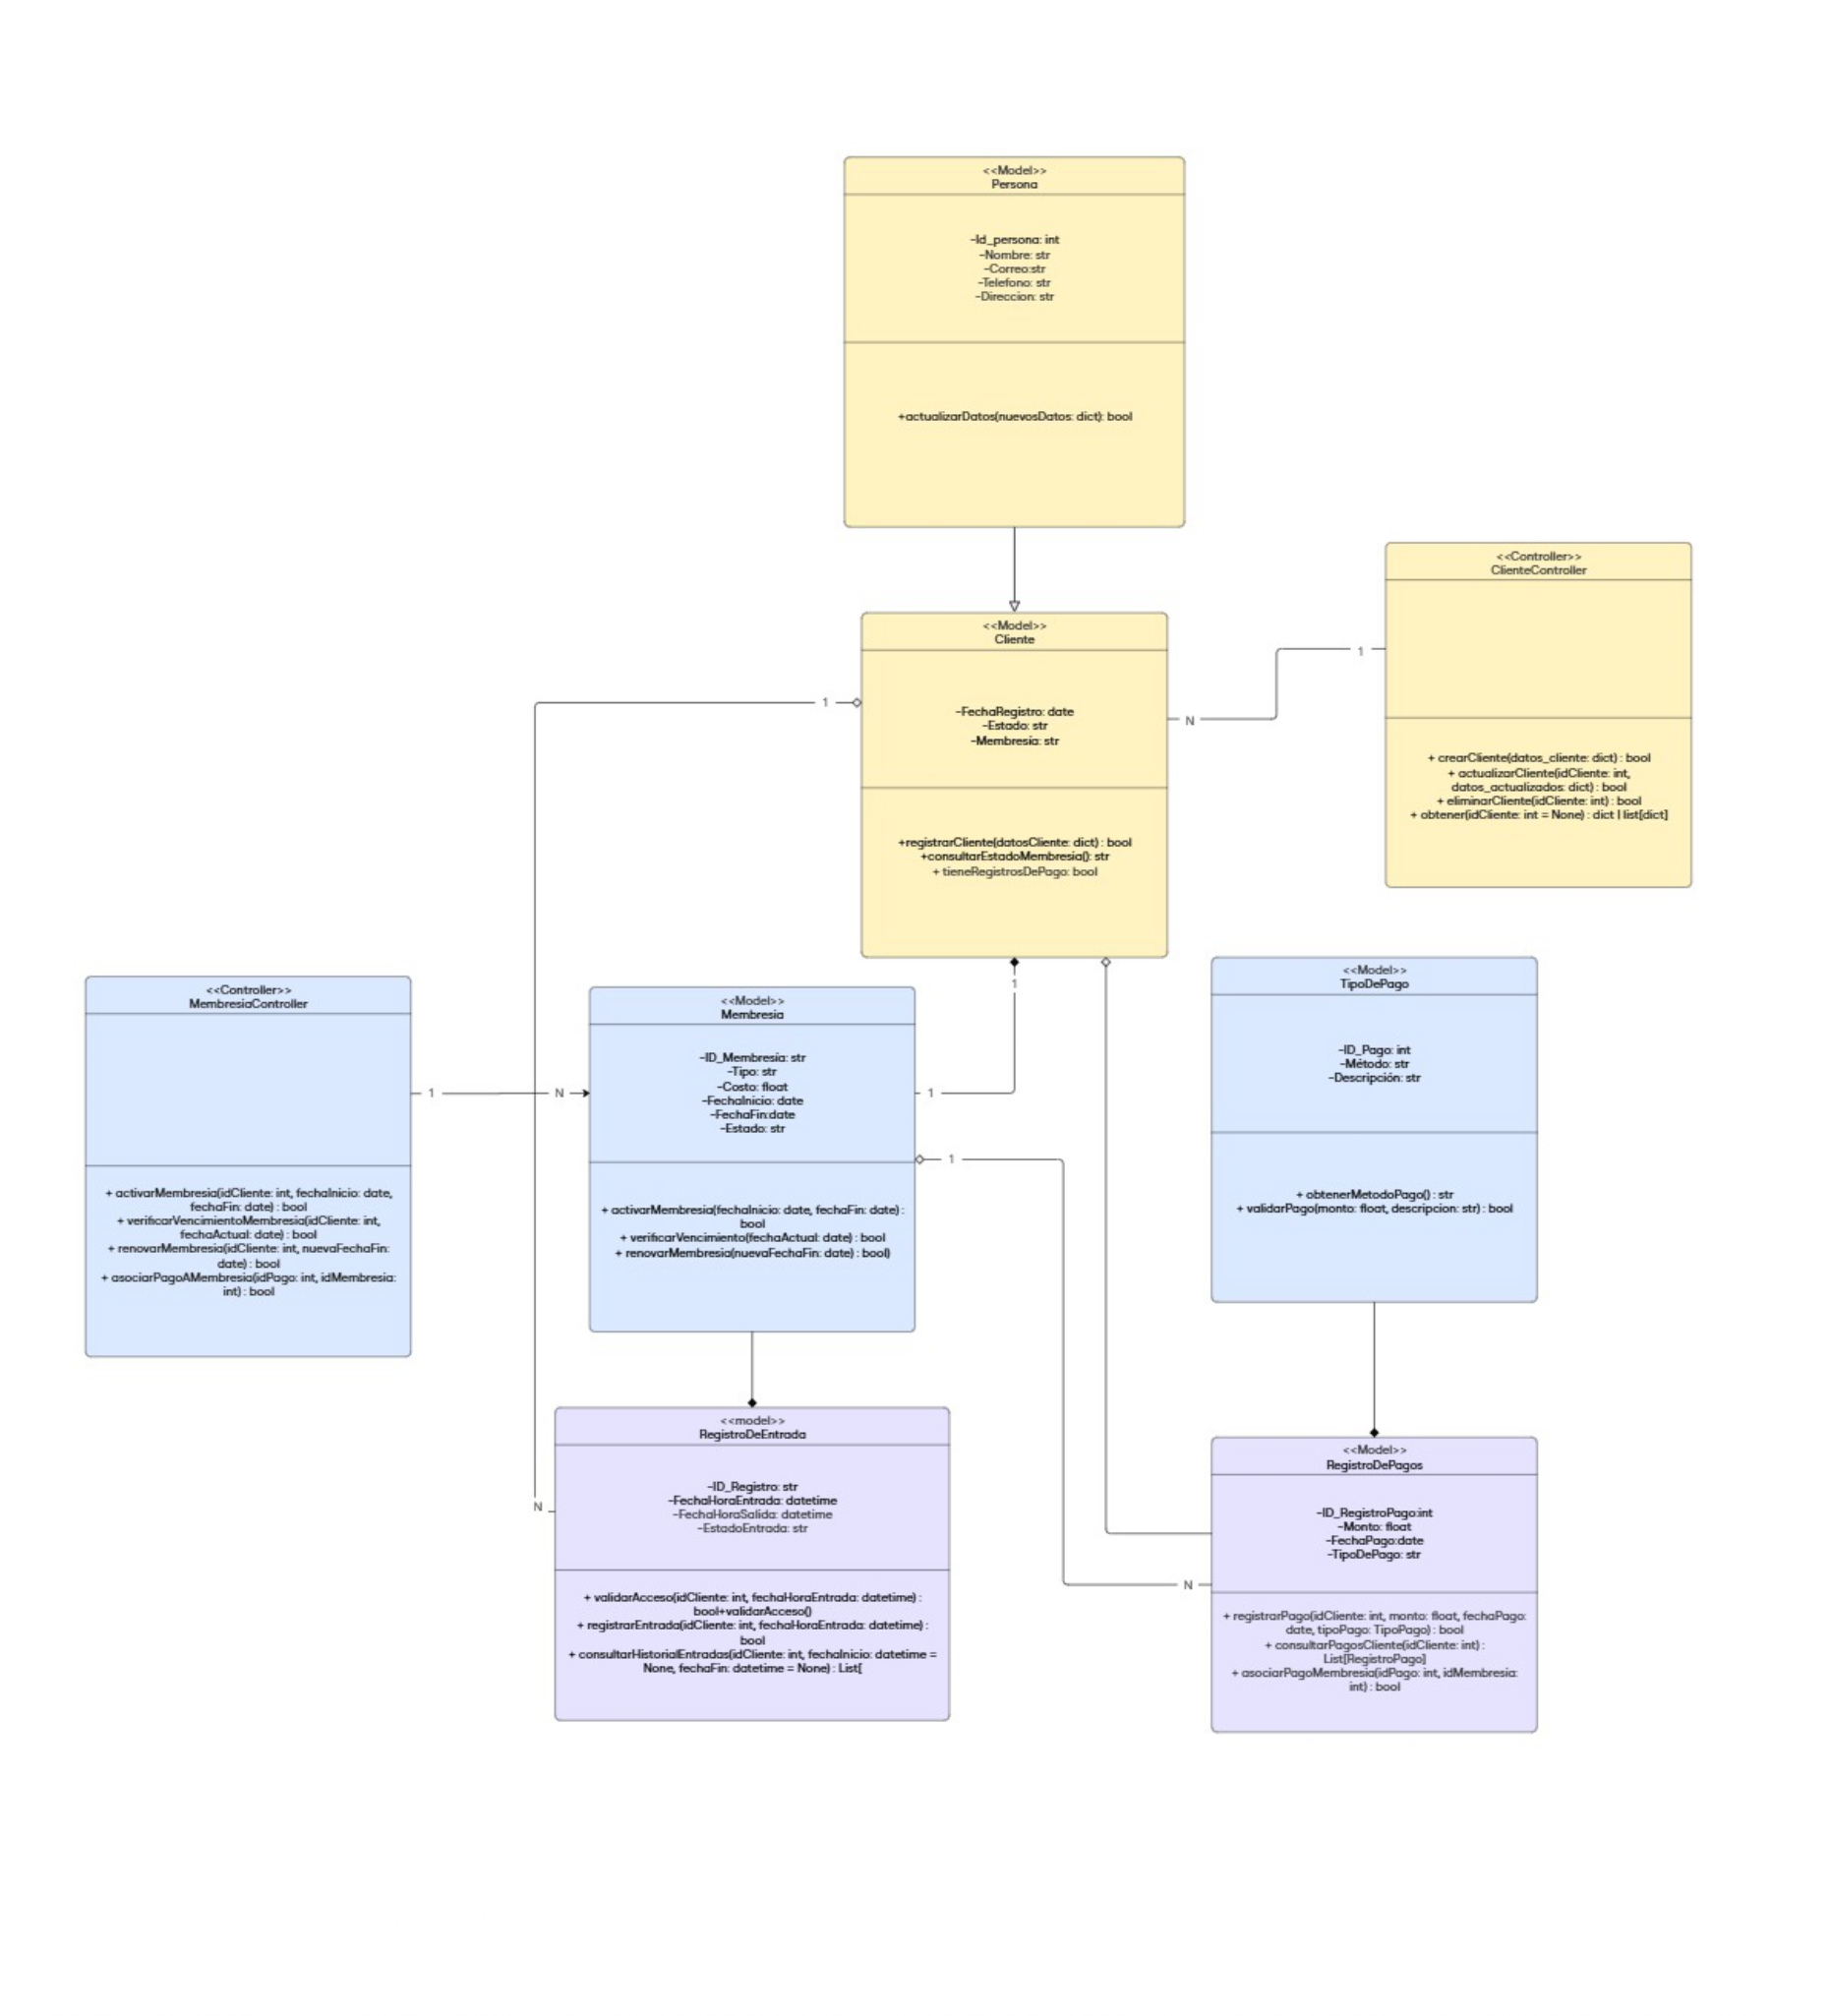 <<Model>>
Persona
-Id_persona: int
-Nombre: str
-Correo:str
-Telefono: str
-Direccion: str
+actualizarDatos(nuevosDatos: dict): bool
<<Controller>>
ClienteController
+ crearCliente(datos_cliente: dict) : bool
+ actualizarCliente(idCliente: int,
datos_actualizados: dict) : bool
+ eliminarCliente(idCliente: int) : bool
+ obtener(idCliente: int = None) : dict | list[dict]
<<Model>>
Cliente
-FechaRegistro: date
-Estado: str
-Membresia: str
+registrarCliente(datosCliente: dict) : bool
+consultarEstadoMembresia(): str
+ tieneRegistrosDePago: bool
1
N
1
1
<<Controller>>
MembresiaController
+ activarMembresia(idCliente: int, fechaInicio: date,
fechaFin: date) : bool
+ verificarVencimientoMembresia(idCliente: int,
fechaActual: date) : bool
+ renovarMembresia(idCliente: int, nuevaFechaFin:
date) : bool
+ asociarPagoAMembresia(idPago: int, idMembresia:
int) : bool
1
N
<<Model>>
Membresia
-ID_Membresía: str
-Tipo: str
-Costo: float
-FechaInicio: date
-FechaFin:date
-Estado: str
+ activarMembresia(fechaInicio: date, fechaFin: date) :
bool
+ verificarVencimiento(fechaActual: date) : bool
+ renovarMembresia(nuevaFechaFin: date) : bool)
1
1
<<Model>>
TipoDePago
-ID_Pago: int
-Método: str
-Descripción: str
+ obtenerMetodoPago() : str
+ validarPago(monto: float, descripcion: str) : bool
<<model>>
RegistroDeEntrada
-ID_Registro: str
-FechaHoraEntrada: datetime
-FechaHoraSalida: datetime
-EstadoEntrada: str
+ validarAcceso(idCliente: int, fechaHoraEntrada: datetime) :
bool+validarAcceso()
+ registrarEntrada(idCliente: int, fechaHoraEntrada: datetime) :
bool
+ consultarHistorialEntradas(idCliente: int, fechaInicio: datetime =
None, fechaFin: datetime = None) : List[
N
N
<<Model>>
RegistroDePagos
-ID_RegistroPago:int
-Monto: float
-FechaPago:date
-TipoDePago: str
+ registrarPago(idCliente: int, monto: float, fechaPago:
date, tipoPago: TipoPago) : bool
+ consultarPagosCliente(idCliente: int) :
List[RegistroPago]
+ asociarPagoMembresia(idPago: int, idMembresia:
int) : bool